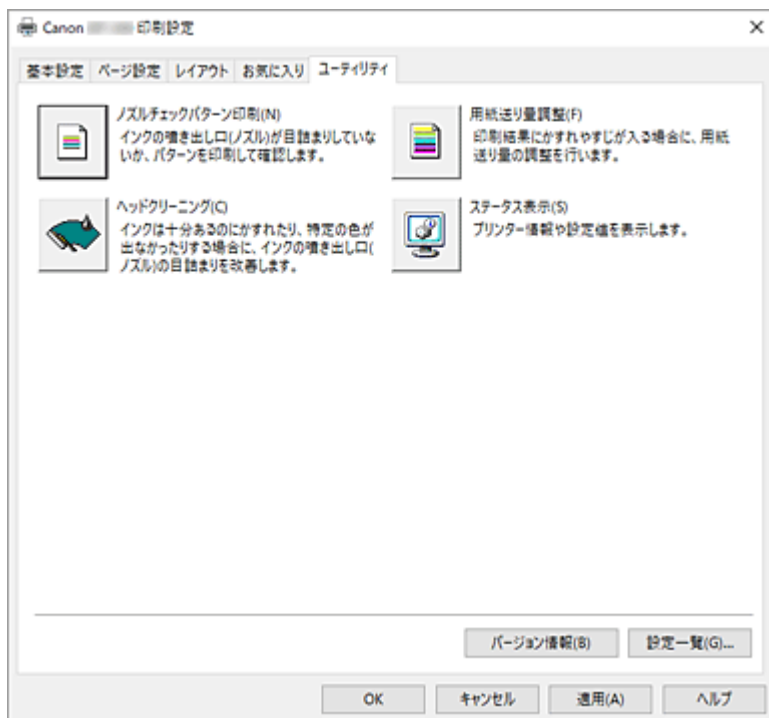 Canon 印刷設定
基本設定 ページ設定 レイアウト お気に入り ユーティリティ
ノズルチェックパターン印刷(N)
インクの噴き出し口(ノズル)が目詰まりしていな
いか、パターンを印刷して確認します。
用紙送り量調整(F)
印刷結果にかすれやすじが入る場合に、用紙
送り量の調整を行います。
ヘッドクリーニング(C)
インクは十分あるのにかすれたり、特定の色が
出なかったりする場合に、インクの噴き出し口(
ノズル)の目詰まりを改善します。
ステータス表示(S)
プリンター情報や設定値を表示します。
バージョン情報(B) 設定一覧(G)...
OK キャンセル 適用(A) ヘルプ